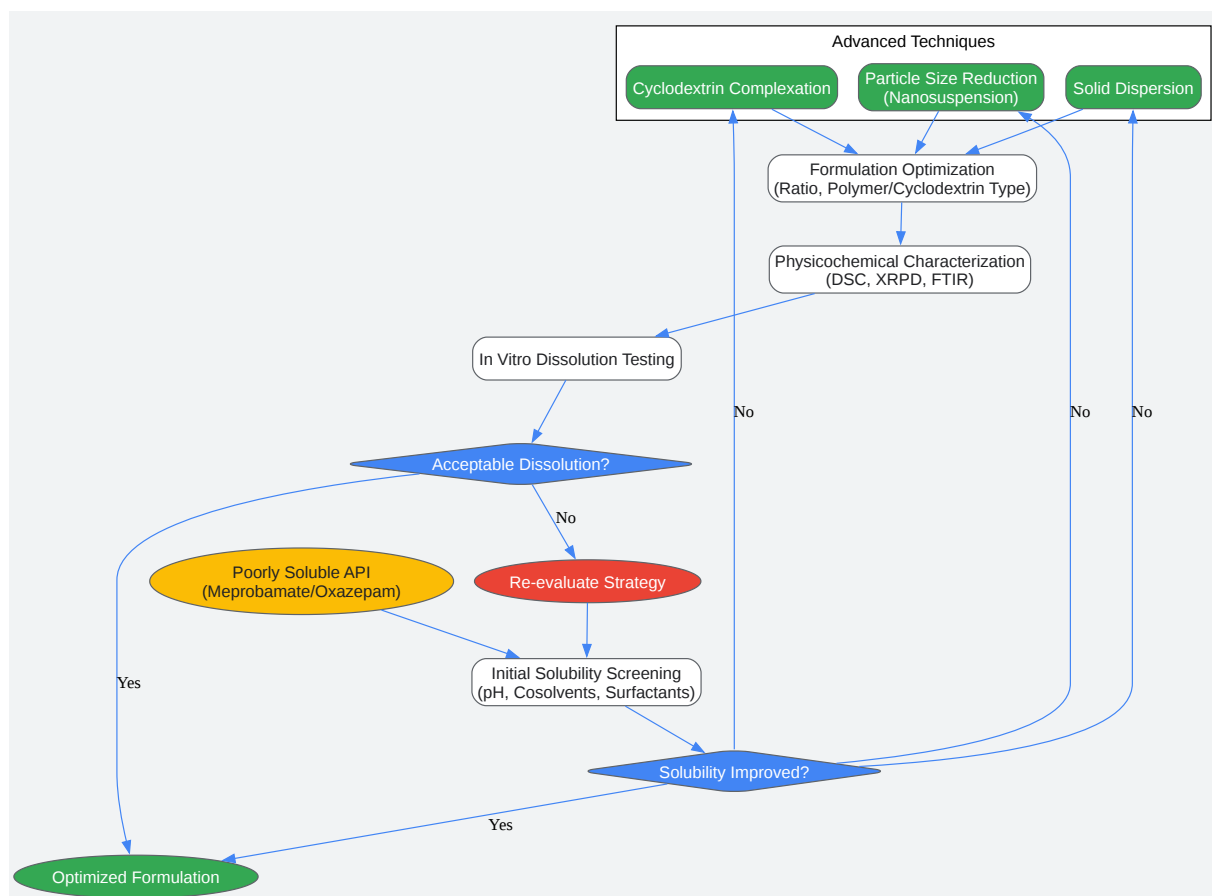 Advanced Techniques
Cyclodextrin Complexation
Particle Size Reduction
(Nanosuspension)
Solid Dispersion
Formulation Optimization
(Ratio, Polymer/Cyclodextrin Type)
Physicochemical Characterization
(DSC, XRPD, FTIR)
In Vitro Dissolution Testing
No
No
No
Acceptable Dissolution?
No
Poorly Soluble API
(Meprobamate/Oxazepam)
Re-evaluate Strategy
Yes
Initial Solubility Screening
(pH, Cosolvents, Surfactants)
Solubility Improved?
Yes
Optimized Formulation